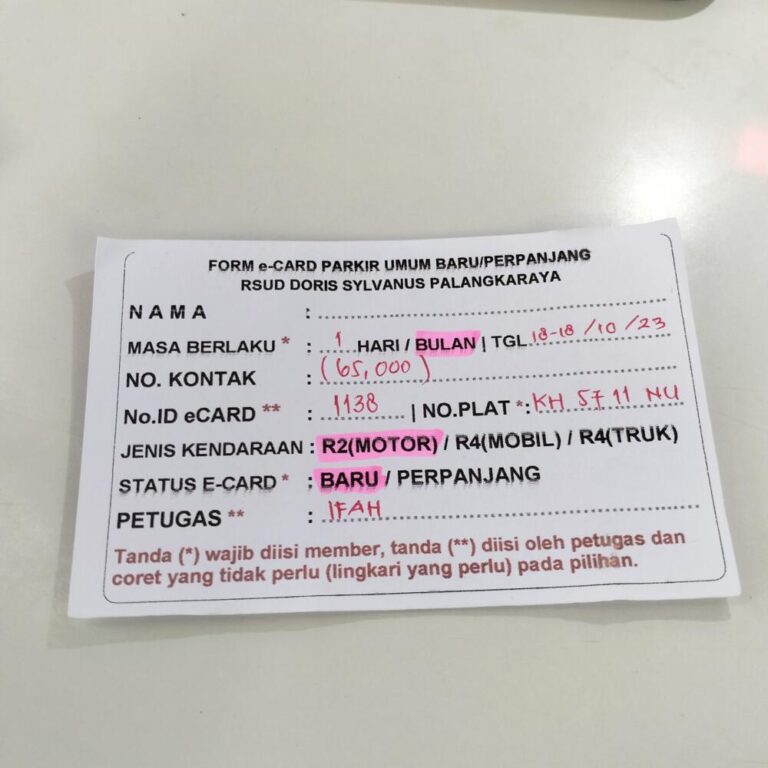 FORM e-CARD PARKIR UMUM BARU/PERPANJANG
RSUD DORIS SYLVANUS PALANGKARAYA
NAMA :
MASA BERLAKU * : 1 HARI / BULAN | TGL 18-18 /10 /23
NO. KONTAK : (65,000)
No.ID eCARD ** : 1138 | NO.PLAT *: KH 5711 NU
JENIS KENDARAAN : R2(MOTOR) / R4(MOBIL) / R4(TRUK)
STATUS E-CARD * : BARU / PERPANJANG
PETUGAS ** : IFAH
Tanda (*) wajib diisi member, tanda (**) diisi oleh petugas dan
coret yang tidak perlu (lingkari yang perlu) pada pilihan.